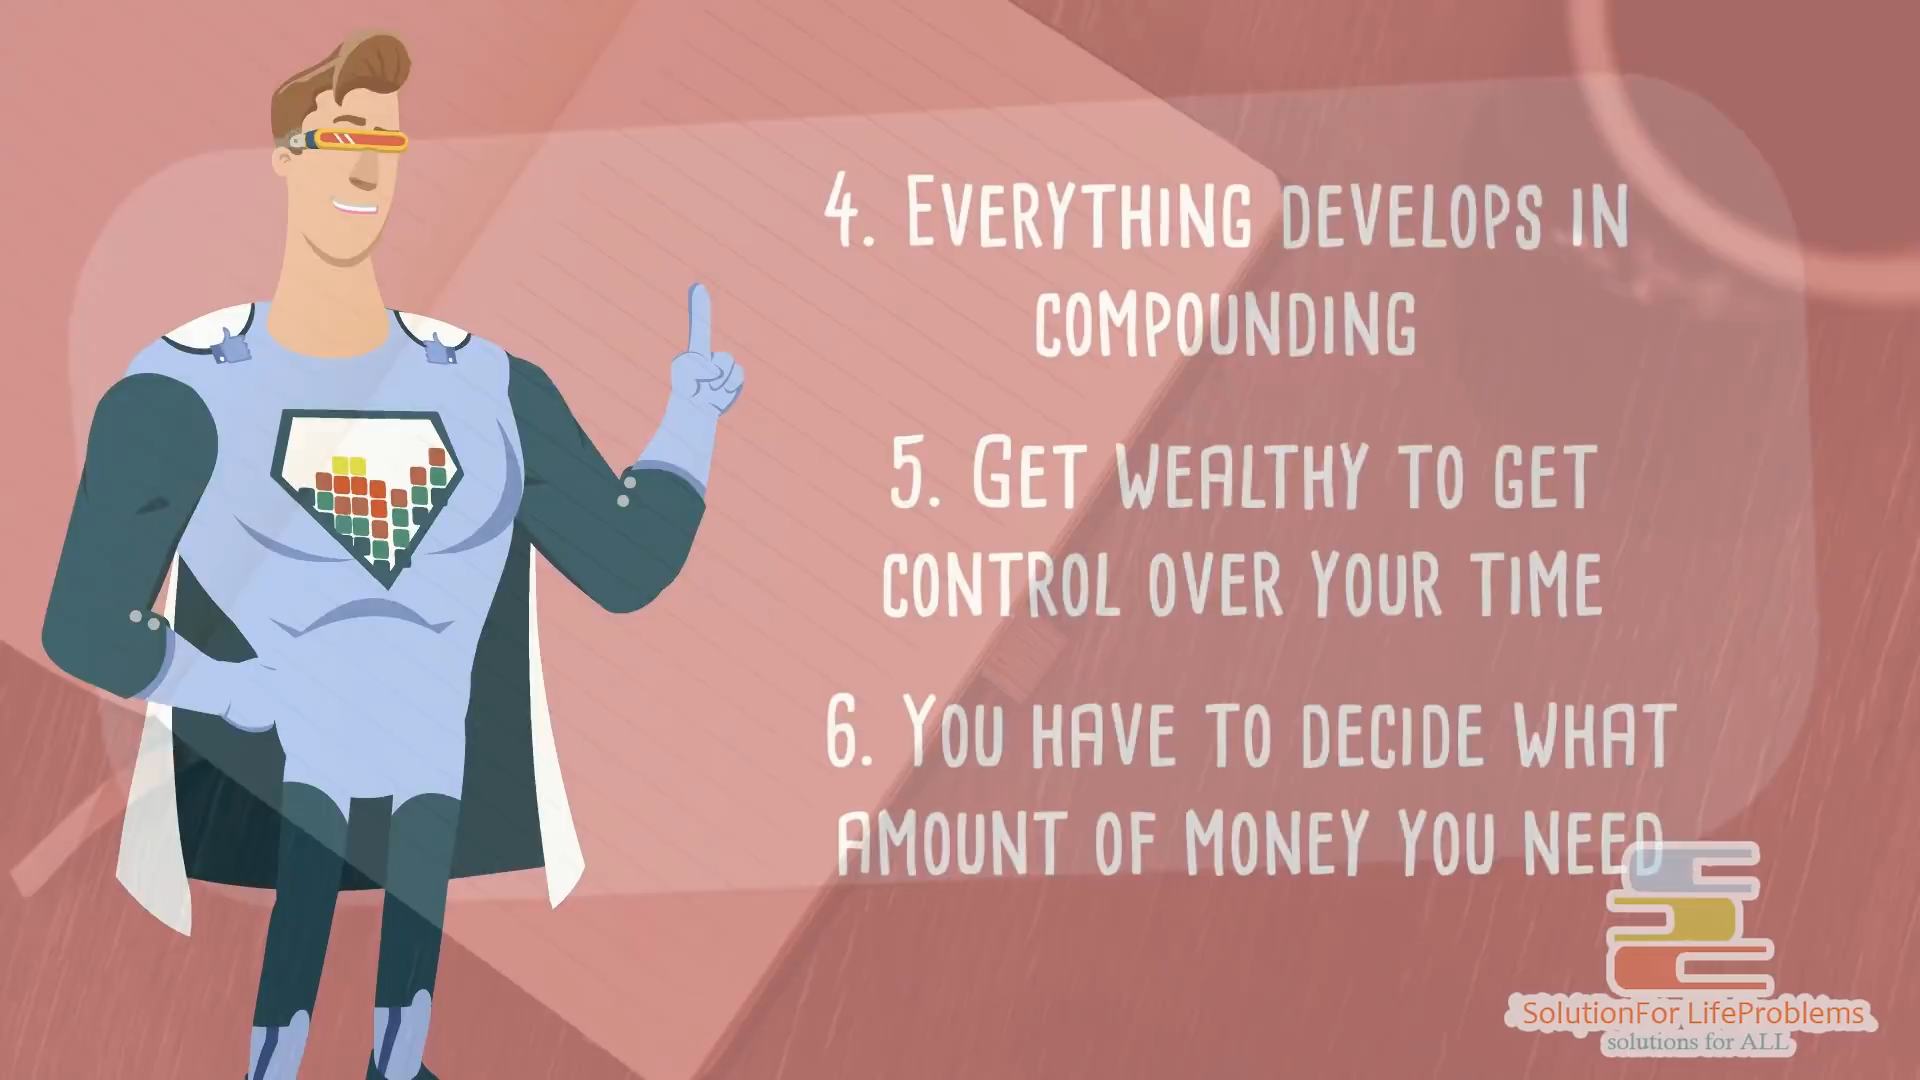 4. Everything develops in
compounding
5. Get wealthy to get
control over your time
6. You have to decide what
amount of money you need
SolutionFor LifeProblems
solutions for ALL